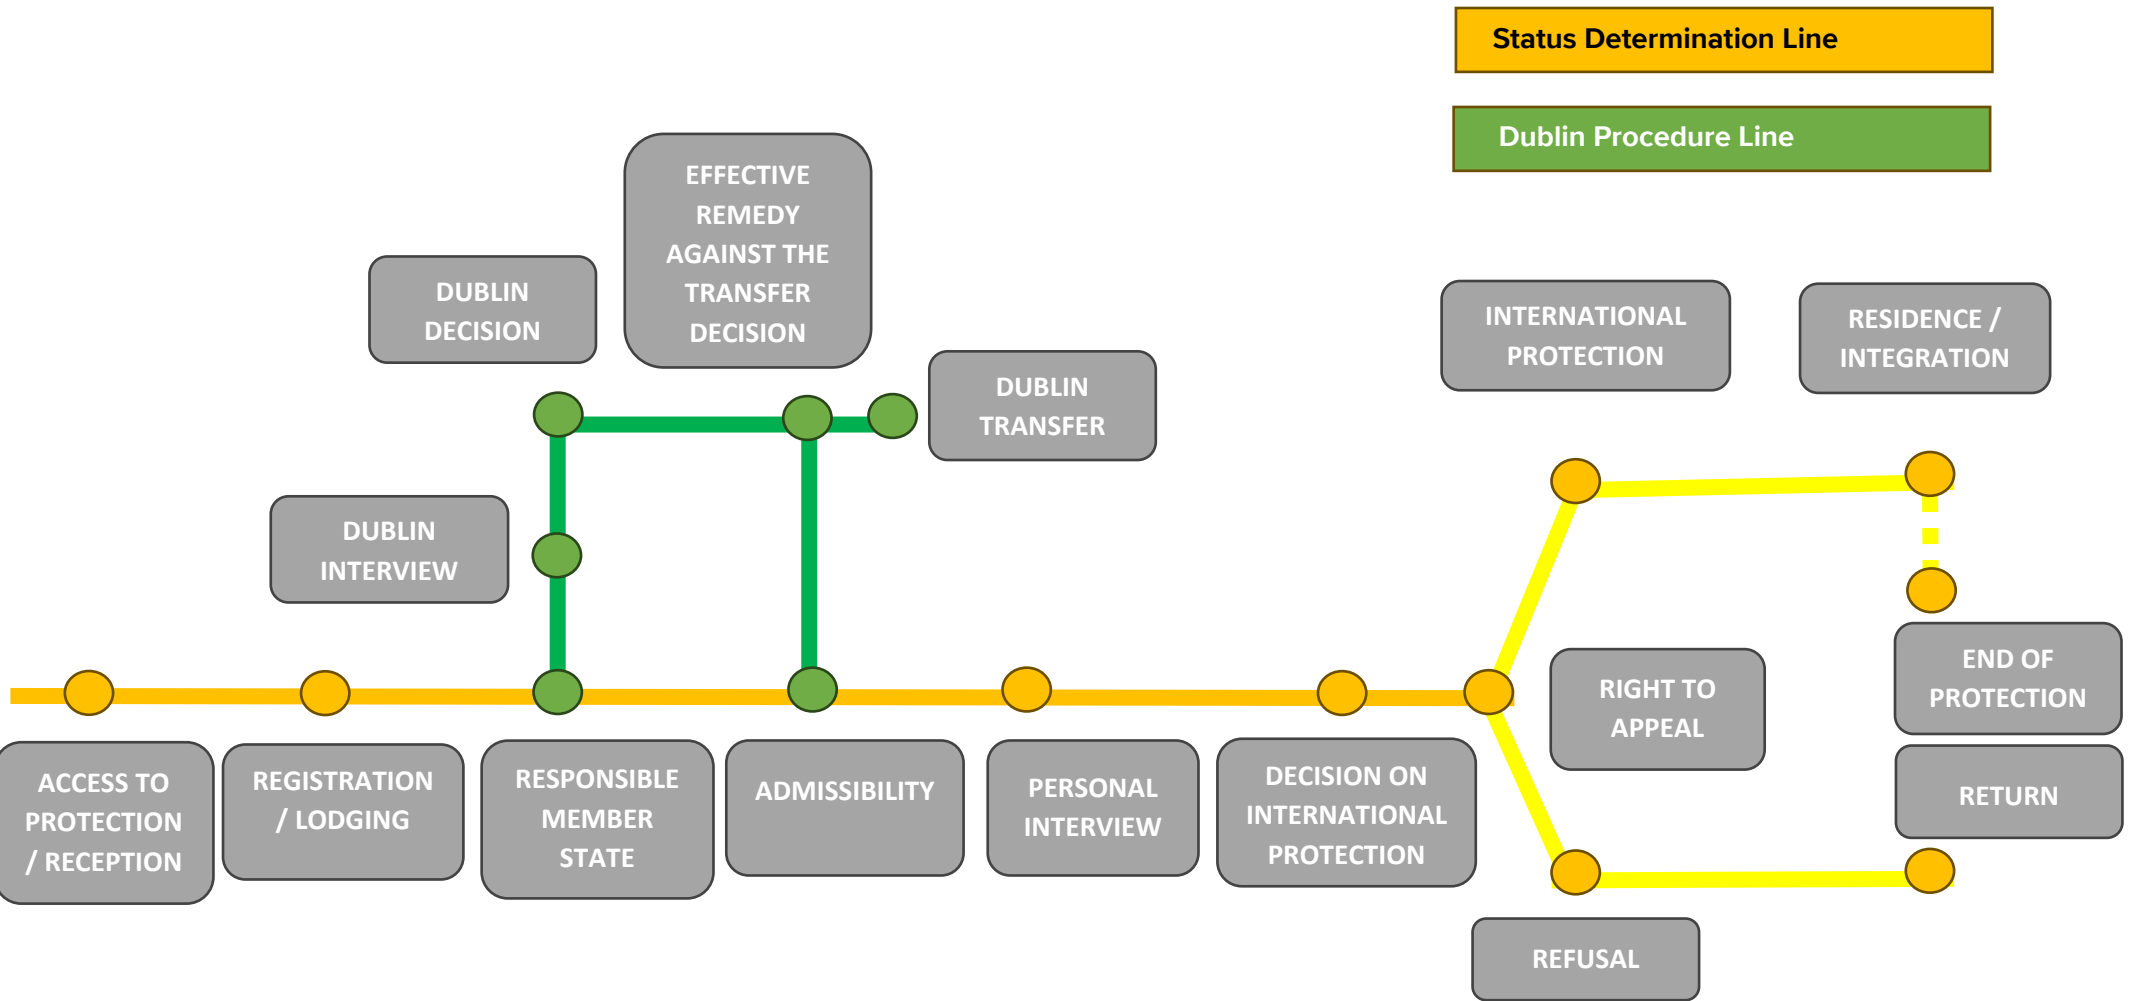 Status Determination Line
Dublin Procedure Line
EFFECTIVE
REMEDY
AGAINST THE
TRANSFER
DECISION
DUBLIN
DECISION
DUBLIN
TRANSFER
DUBLIN
INTERVIEW
INTERNATIONAL
PROTECTION
RESIDENCE /
INTEGRATION
RIGHT TO
APPEAL
END OF
PROTECTION
RETURN
ACCESS TO
PROTECTION
/ RECEPTION
REGISTRATION
/ LODGING
RESPONSIBLE
MEMBER
STATE
ADMISSIBILITY
PERSONAL
INTERVIEW
DECISION ON
INTERNATIONAL
PROTECTION
REFUSAL